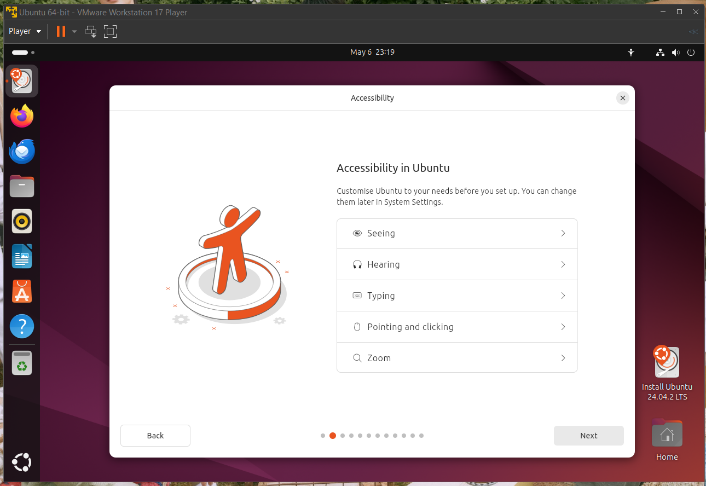 Ubuntu 64-bit - VMware Workstation 17 Player
Player
May 6 23:19
Accessibility
Accessibility in Ubuntu
Customise Ubuntu to your needs before you set up. You can change
them later in System Settings.
Seeing
Hearing
Typing
Pointing and clicking
Zoom
Install Ubuntu
24.04.2 LTS
Back
Next
Home